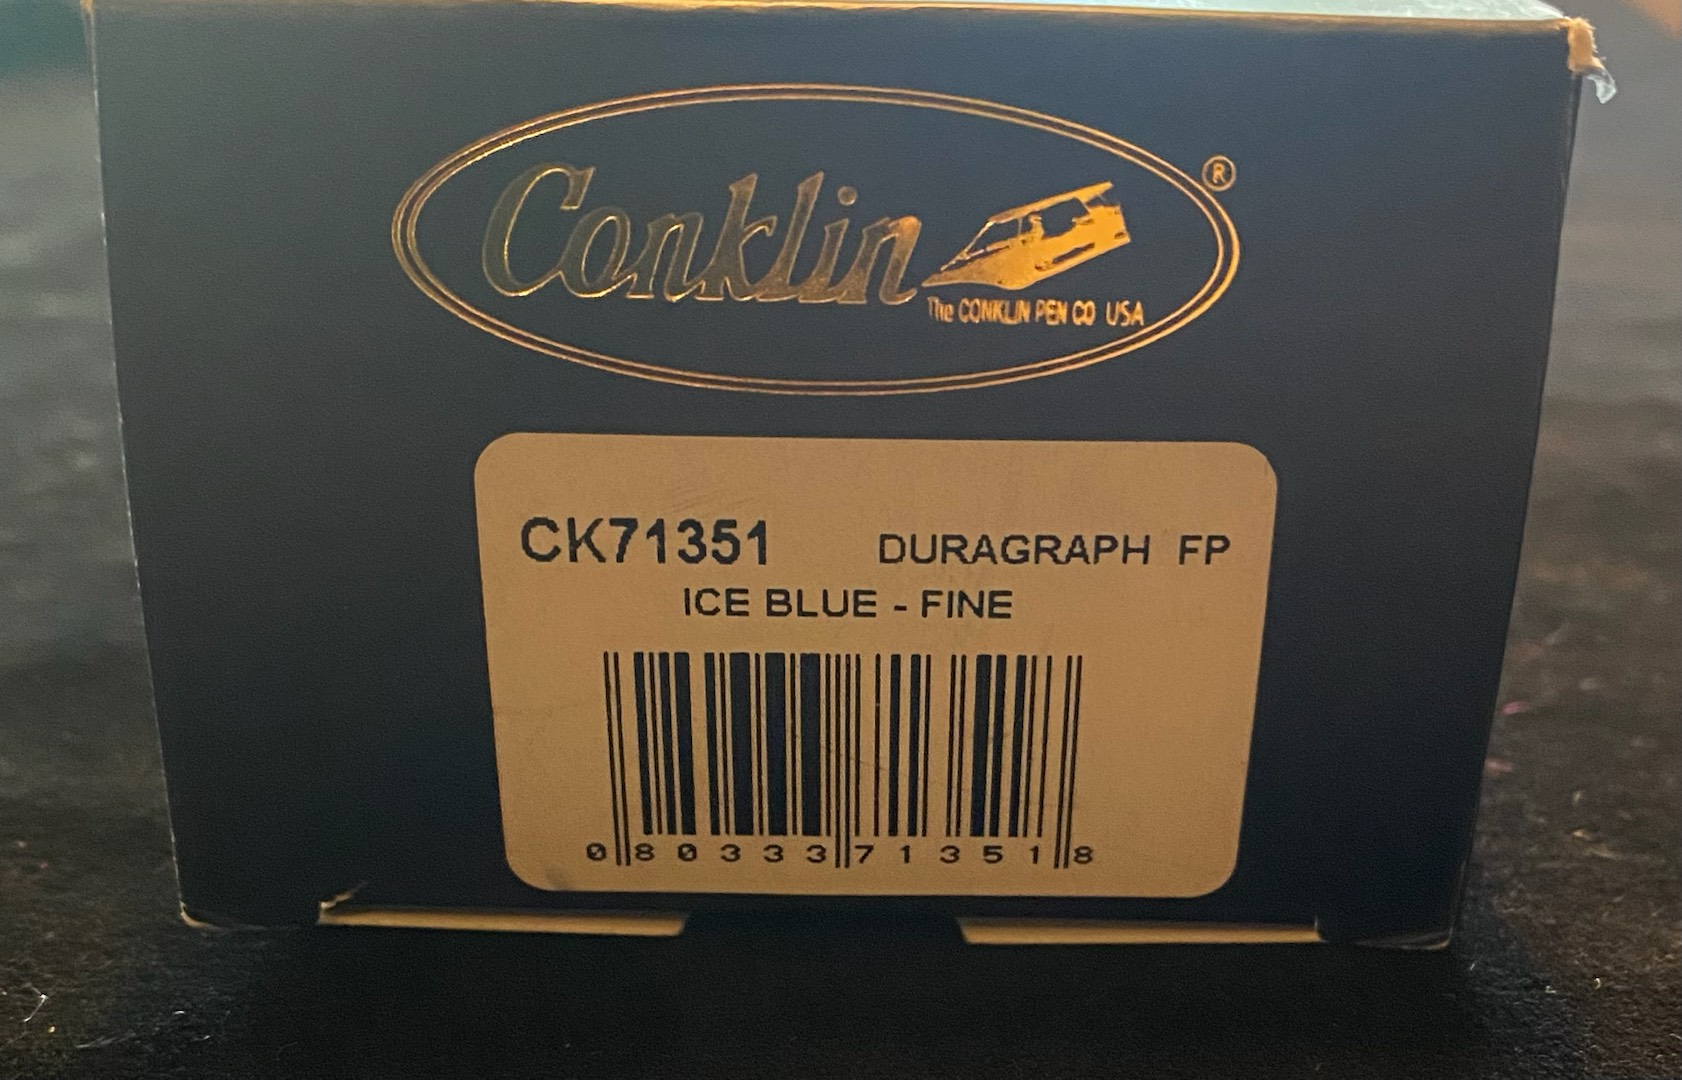 Conklin
®
The CONKLIN PEN CO USA
CK71351 DURAGRAPH FP
ICE BLUE - FINE
0 80333 71351 8